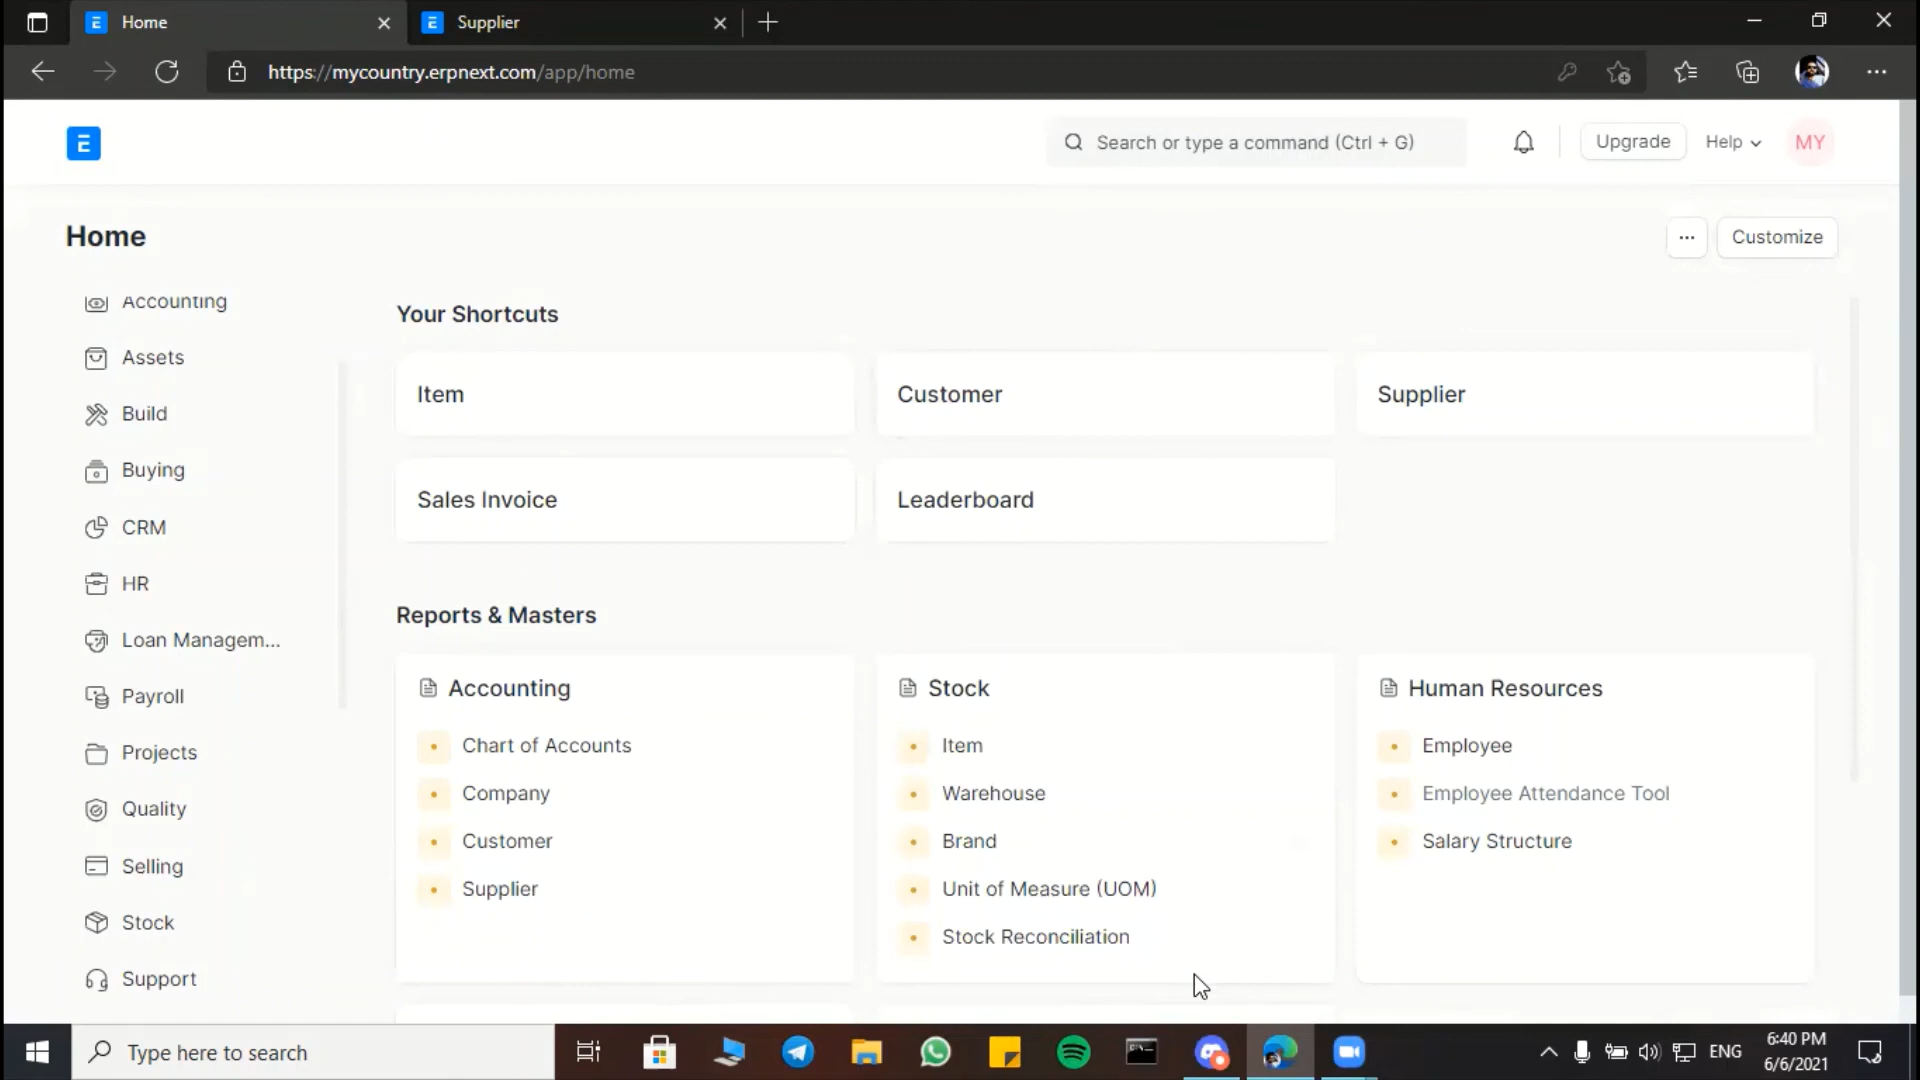 Home
Supplier
https://mycountry.erpnext.com/app/home
Search or type a command (Ctrl + G)
Upgrade
Help
MY
Home
Customize
Accounting
Assets
Build
Buying
CRM
HR
Loan Managem...
Payroll
Projects
Quality
Selling
Stock
Support
Your Shortcuts
Item
Customer
Supplier
Sales Invoice
Leaderboard
Reports & Masters
Accounting
Chart of Accounts
Company
Customer
Supplier
Stock
Item
Warehouse
Brand
Unit of Measure (UOM)
Stock Reconciliation
Human Resources
Employee
Employee Attendance Tool
Salary Structure
Type here to search
ENG
6:40 PM
6/6/2021